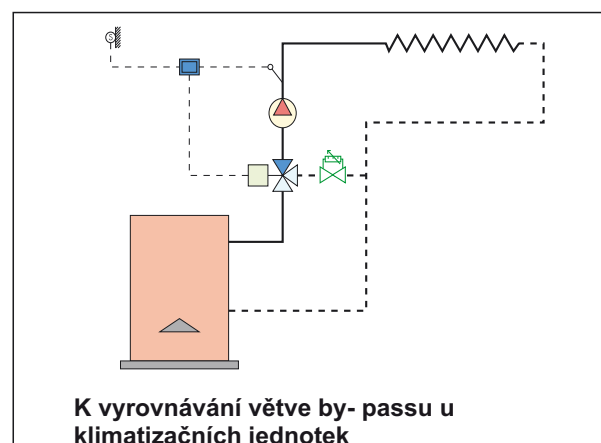 S
K vyrovnávání větve by- passu u
klimatizačních jednotek